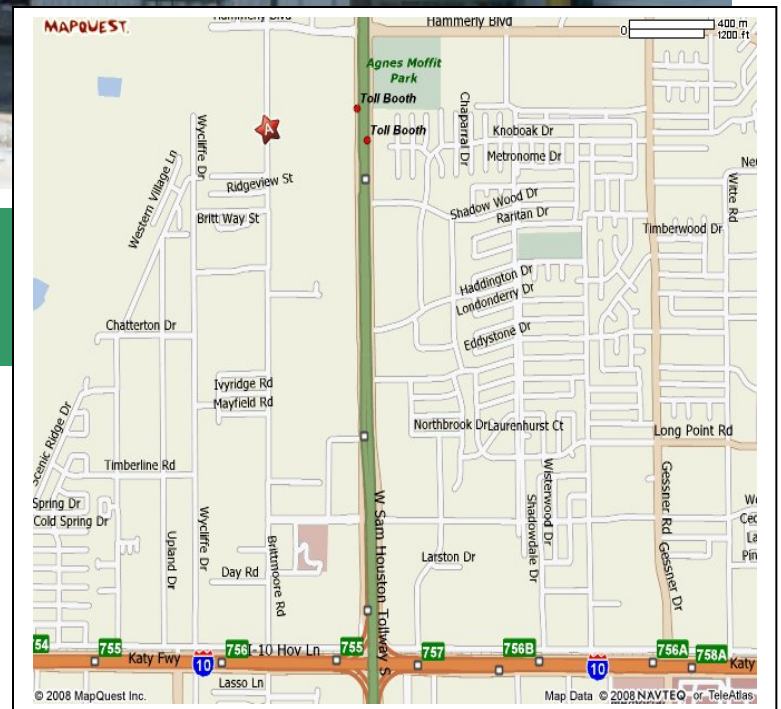 Hammerly Blvd
MAPQUEST.
Hammerly Blvd
0
400 m
1200 ft
Agnes Moffit
Park
Toll Booth
Toll Booth
A
Wycliffe Dr
Chaparral Dr
Knoboak Dr
Metronome Dr
Western Village Ln
Ridgeview St
Witte Rd
Britt Way St
Shadow Wood Dr
Raritan Dr
Timberwood Dr
Haddington Dr
Londonderry Dr
Chatterton Dr
Eddystone Dr
Ivyridge Rd
Mayfield Rd
Scenic Ridge Dr
Northbrook Dr
Laurenhurst Ct
Long Point Rd
Timberline Rd
Spring Dr
Cold Spring Dr
Upland Dr
Wycliffe Dr
Brittmoore Rd
W Sam Houston Tollway S
Wisterwood Dr
Shadowdale Dr
Gessner Rd
Gessner Dr
Day Rd
Larston Dr
54
755
756
I-10 Hov Ln
755
757
756B
756A
758A
Katy Fwy
10
10
Katy
Lasso Ln
© 2008 MapQuest Inc.
Map Data © 2008 NAVTEQ or TeleAtlas